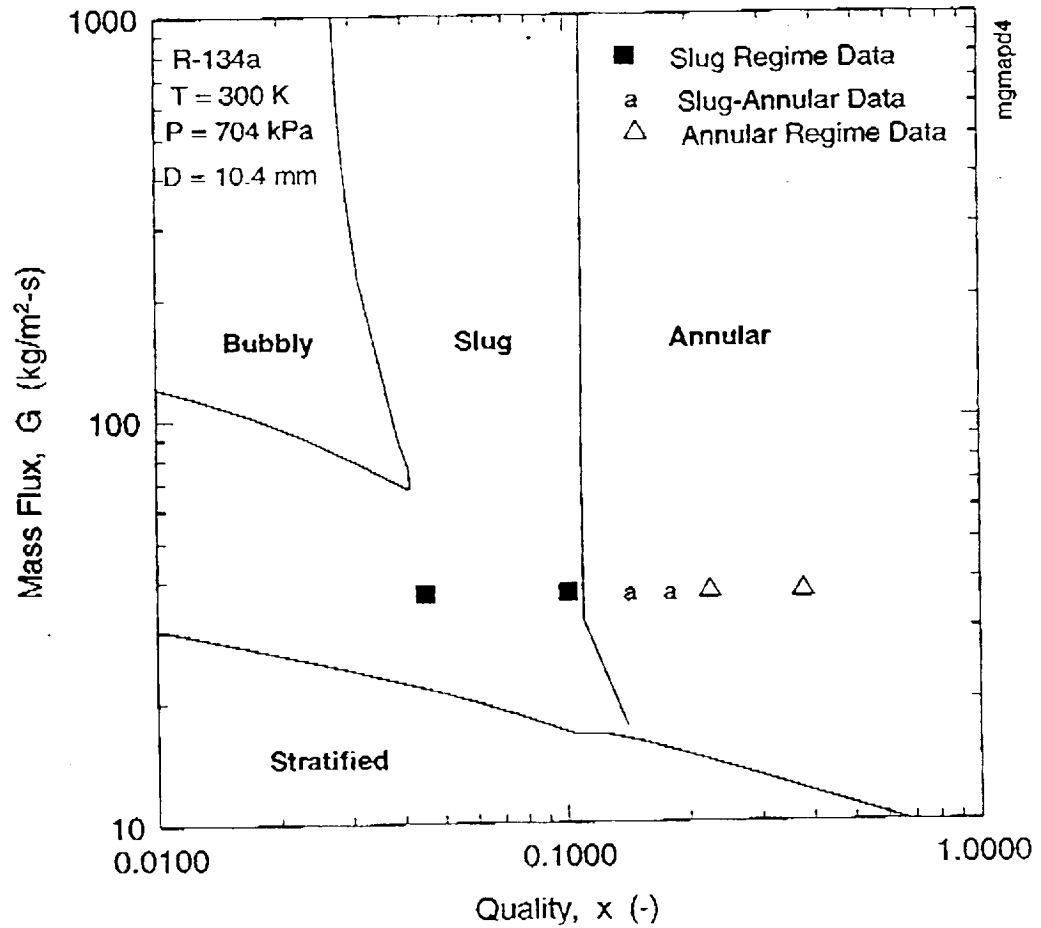 1000
100
10
Mass Flux, G (kg/m²-s)
R-134a
T = 300 K
P = 704 kPa
D = 10.4 mm
■ Slug Regime Data
a Slug-Annular Data
△ Annular Regime Data
mgmapd4
Bubbly
Slug
Annular
a a
Stratified
0.0100
0.1000
1.0000
Quality, x (-)